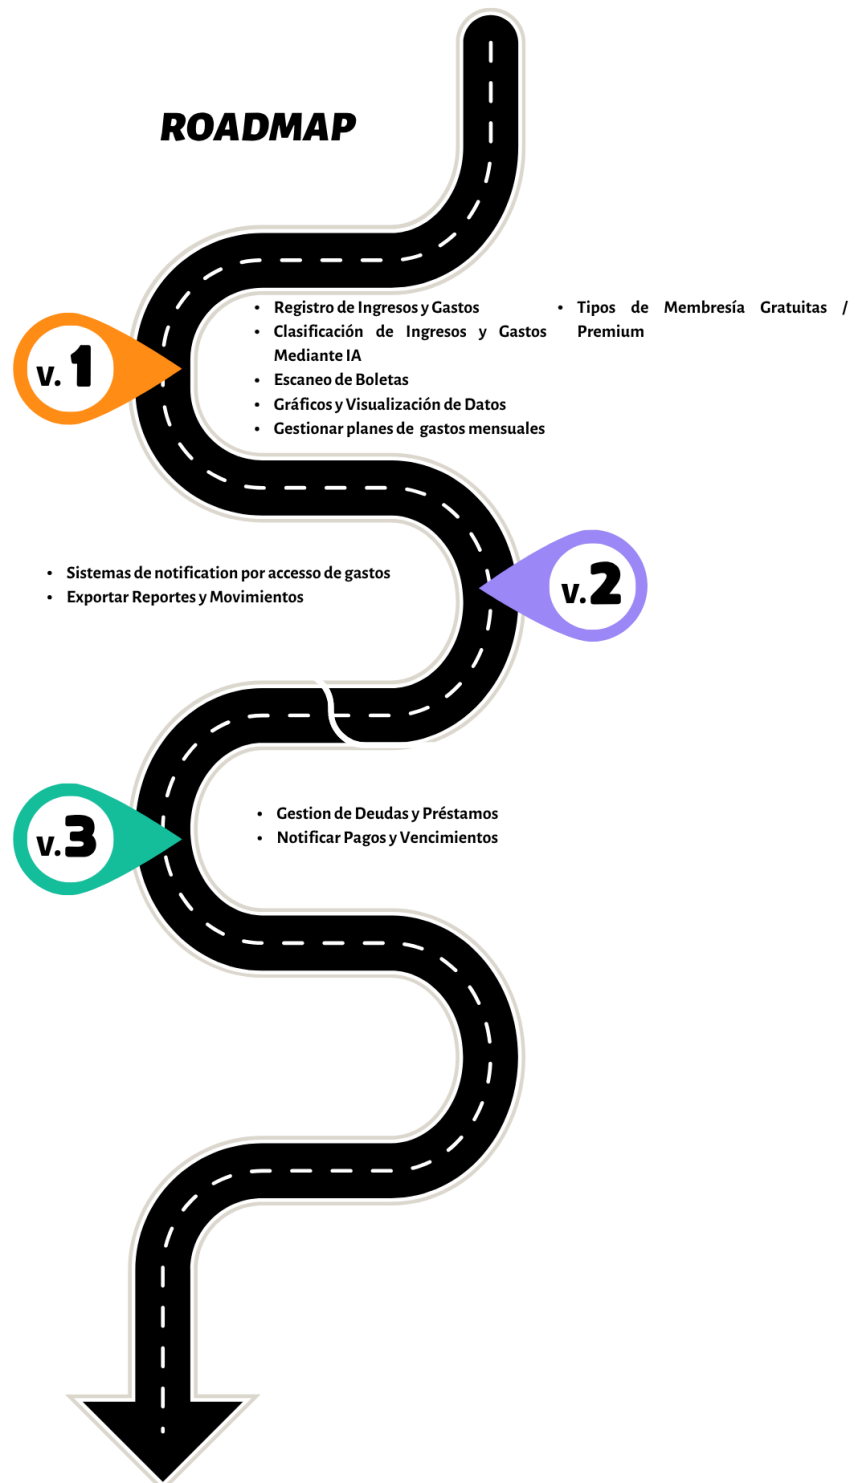 ROADMAP
v. 1
• Registro de Ingresos y Gastos
• Clasificación de Ingresos y Gastos
Mediante IA
• Escaneo de Boletas
• Gráficos y Visualización de Datos
• Gestionar planes de gastos mensuales
• Tipos de Membresía Gratuitas /
Premium
v.2
• Sistemas de notification por accesso de gastos
• Exportar Reportes y Movimientos
v.3
• Gestion de Deudas y Préstamos
• Notificar Pagos y Vencimientos